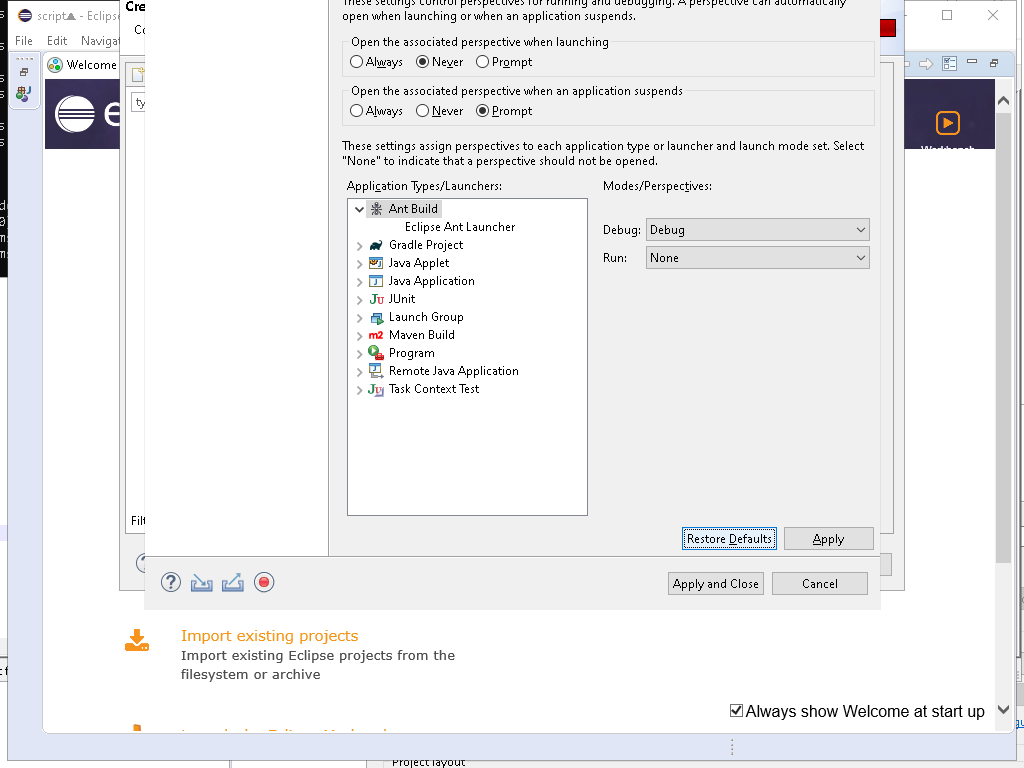 script - Eclipse
Cre
These settings control perspectives for running and debugging. A perspective can automatically
open when launching or when an application suspends.
File Edit Navigat
Open the associated perspective when launching
Always Never Prompt
Welcome
Open the associated perspective when an application suspends
Always Never Prompt
ty
e
These settings assign perspectives to each application type or launcher and launch mode set. Select
"None" to indicate that a perspective should not be opened.
Application Types/Launchers:
Modes/Perspectives:
Ant Build
Eclipse Ant Launcher
Debug: Debug
Gradle Project
Run: None
Java Applet
J Java Application
Ju JUnit
Launch Group
m2 Maven Build
Program
Remote Java Application
Ju Task Context Test
Filt
Restore Defaults Apply
?
Apply and Close Cancel
Import existing projects
Import existing Eclipse projects from the
filesystem or archive
Always show Welcome at start up
Project layout